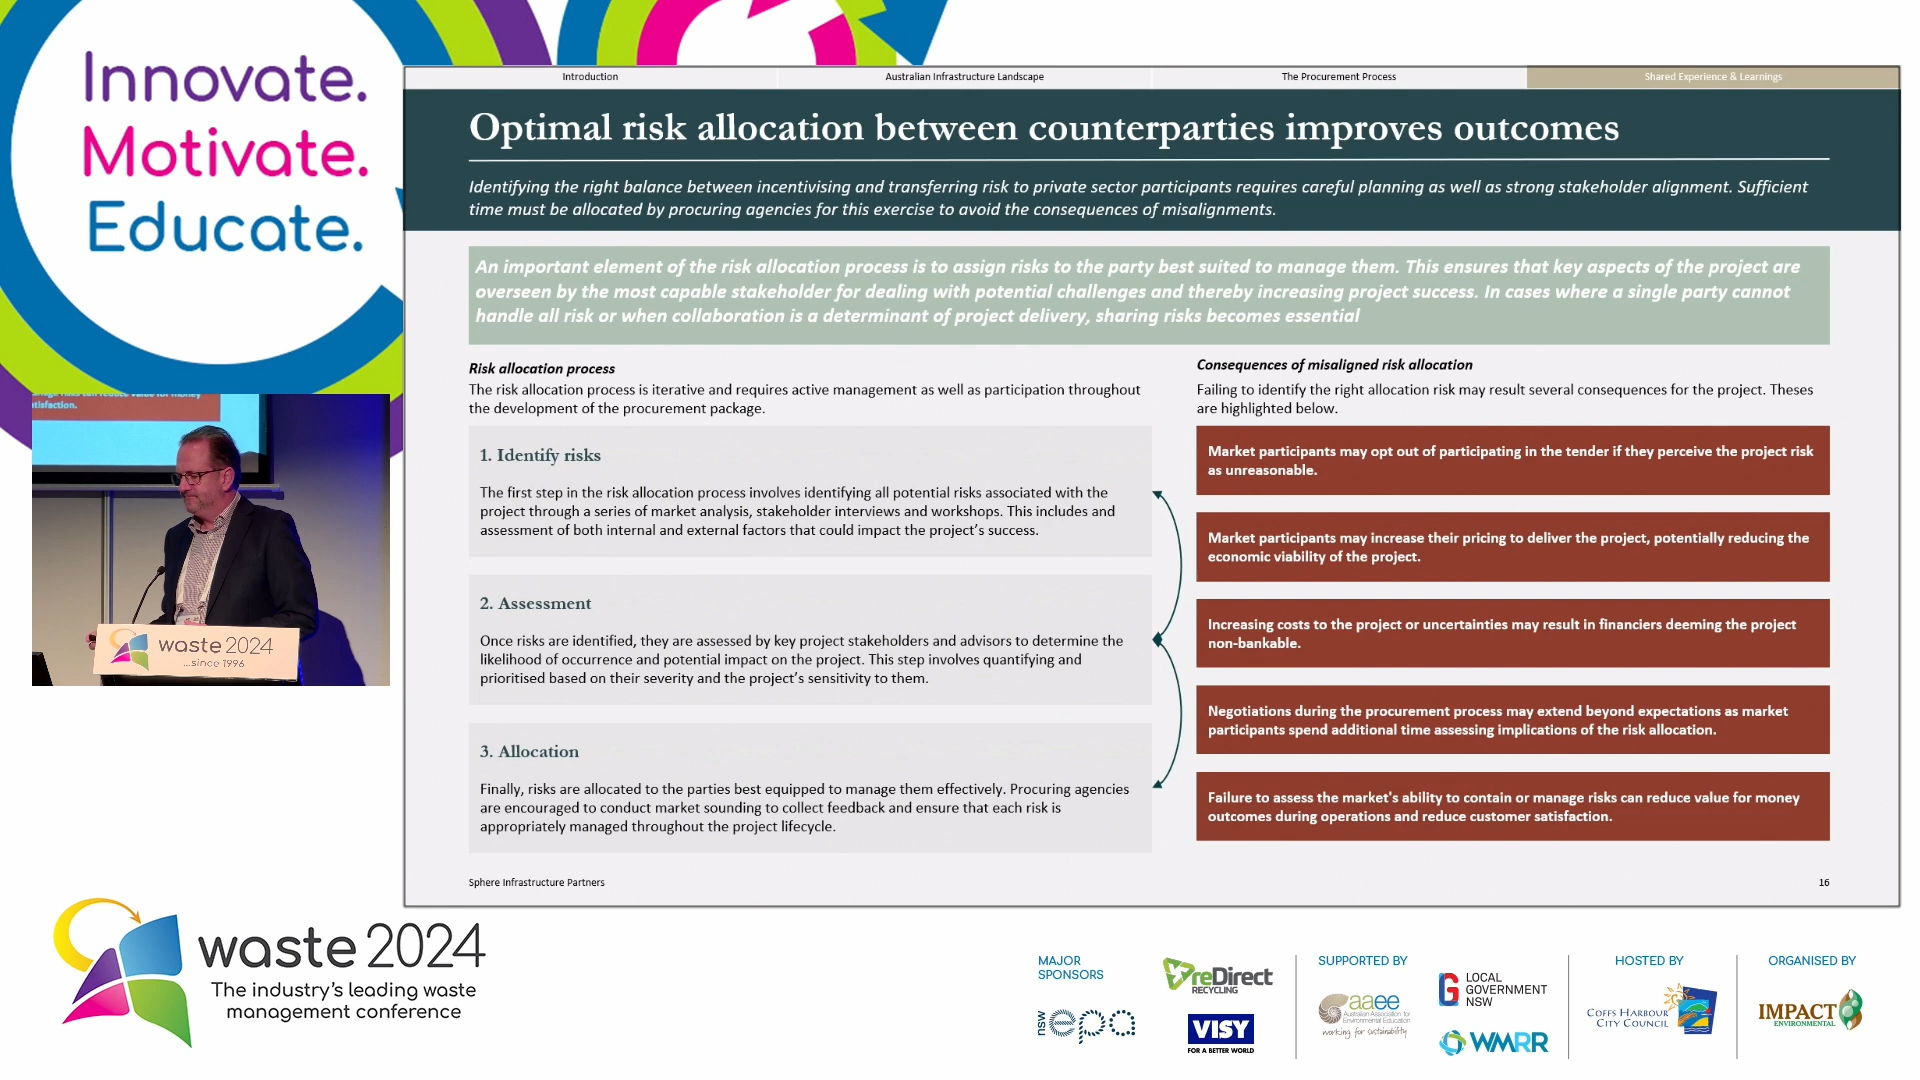 Innovate.
Motivate.
Educate.
Introduction
Australian Infrastructure Landscape
The Procurement Process
Shared Experience & Learnings
Optimal risk allocation between counterparties improves outcomes
Identifying the right balance between incentivising and transferring risk to private sector participants requires careful planning as well as strong stakeholder alignment. Sufficient
time must be allocated by procuring agencies for this exercise to avoid the consequences of misalignments.
An important element of the risk allocation process is to assign risks to the party best suited to manage them. This ensures that key aspects of the project are
overseen by the most capable stakeholder for dealing with potential challenges and thereby increasing project success. In cases where a single party cannot
handle all risk or when collaboration is a determinant of project delivery, sharing risks becomes essential
Risk allocation process
The risk allocation process is iterative and requires active management as well as participation throughout
the development of the procurement package.
1. Identify risks
The first step in the risk allocation process involves identifying all potential risks associated with the
project through a series of market analysis, stakeholder interviews and workshops. This includes and
assessment of both internal and external factors that could impact the project's success.
2. Assessment
Once risks are identified, they are assessed by key project stakeholders and advisors to determine the
likelihood of occurrence and potential impact on the project. This step involves quantifying and
prioritised based on their severity and the project's sensitivity to them.
3. Allocation
Finally, risks are allocated to the parties best equipped to manage them effectively. Procuring agencies
are encouraged to conduct market sounding to collect feedback and ensure that each risk is
appropriately managed throughout the project lifecycle.
Consequences of misaligned risk allocation
Failing to identify the right allocation risk may result several consequences for the project. Theses
are highlighted below.
Market participants may opt out of participating in the tender if they perceive the project risk
as unreasonable.
Market participants may increase their pricing to deliver the project, potentially reducing the
economic viability of the project.
Increasing costs to the project or uncertainties may result in financiers deeming the project
non-bankable.
Negotiations during the procurement process may extend beyond expectations as market
participants spend additional time assessing implications of the risk allocation.
Failure to assess the market's ability to contain or manage risks can reduce value for money
outcomes during operations and reduce customer satisfaction.
Sphere Infrastructure Partners
16
manage risks can reduce value for money
satisfaction.
waste 2024
...since 1996
waste 2024
The industry's leading waste
management conference
MAJOR
SPONSORS
nsw epa
reDirect
RECYCLING
VISY
FOR A BETTER WORLD
SUPPORTED BY
aaee
Australian Association for
Environmental Education
working for sustainability
LOCAL
GOVERNMENT
NSW
WMRR
HOSTED BY
COFFS HARBOUR
CITY COUNCIL
ORGANISED BY
IMPACT
ENVIRONMENTAL